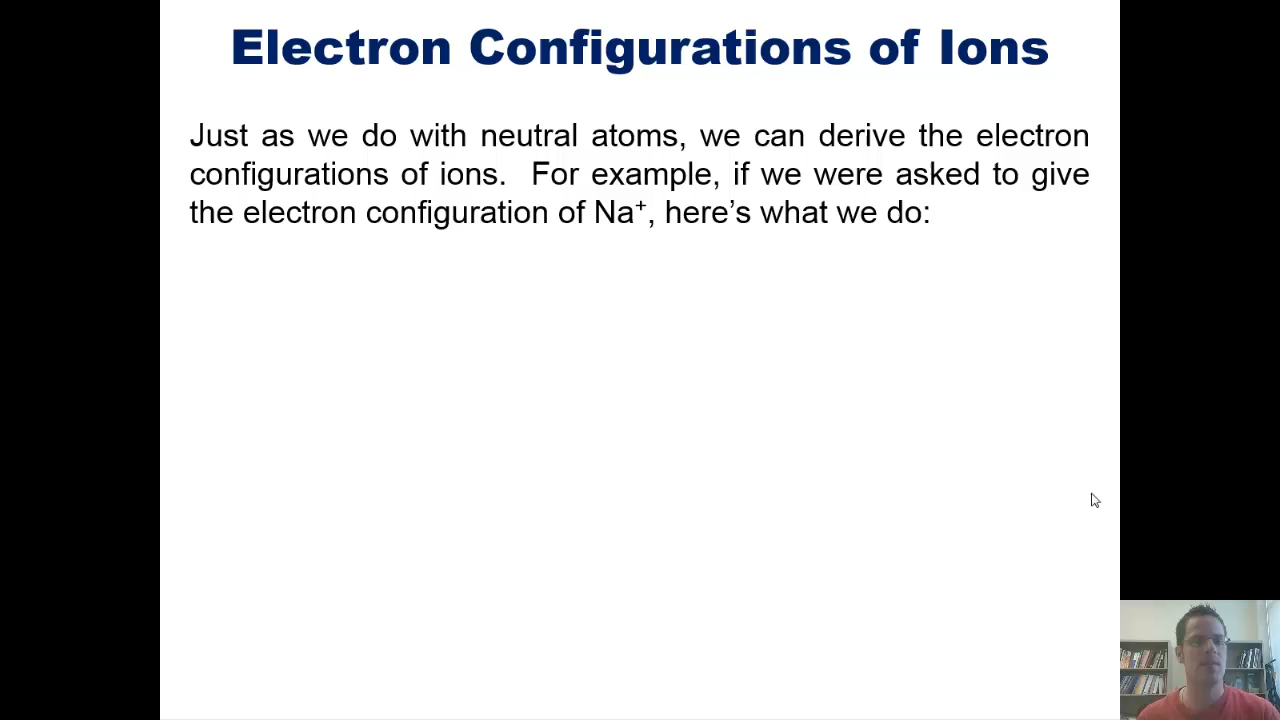 Electron Configurations of Ions
Just as we do with neutral atoms, we can derive the electron
configurations of ions.  For example, if we were asked to give
the electron configuration of Na⁺, here’s what we do: